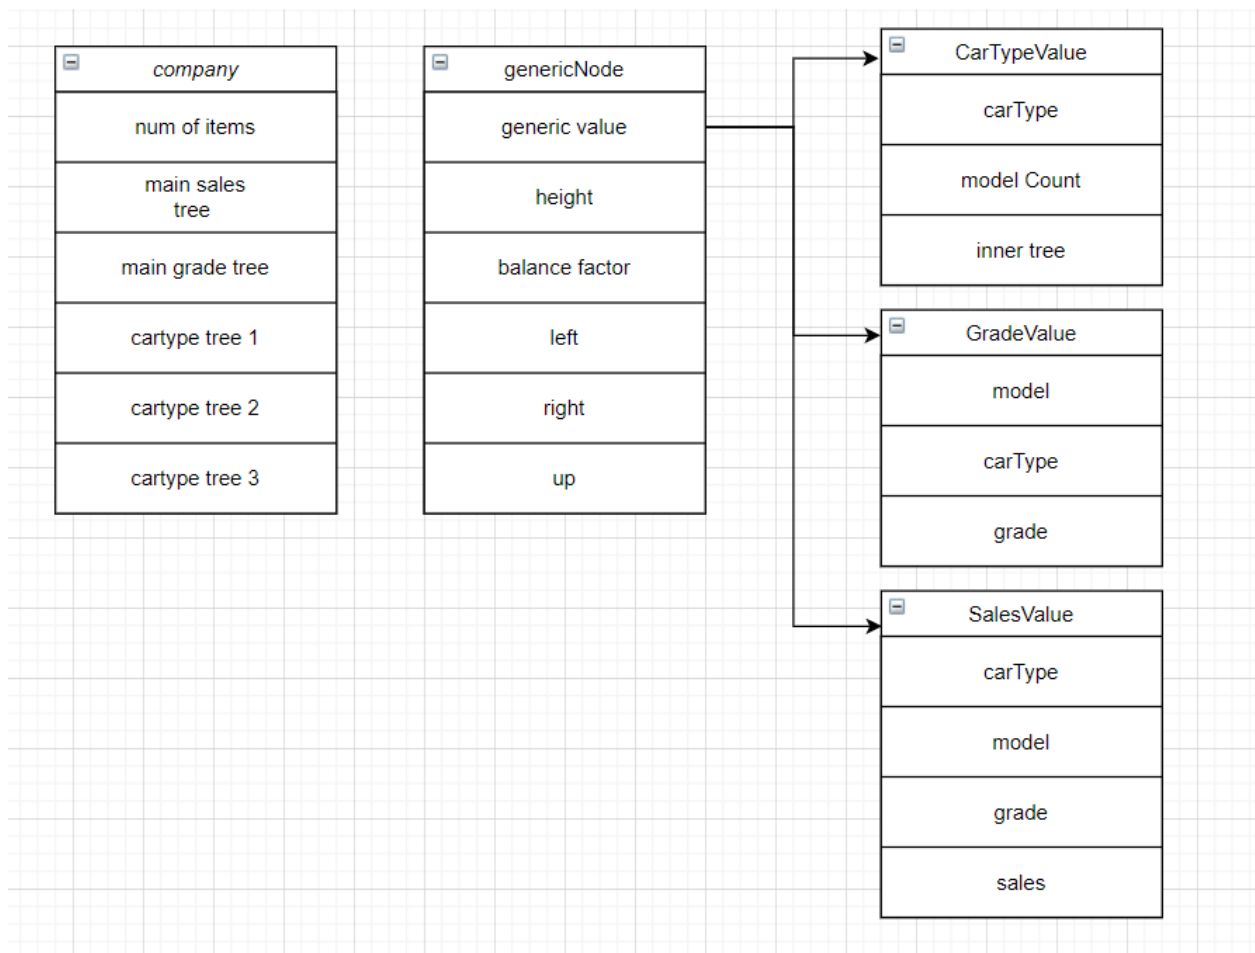 company
num of items
main sales
tree
main grade tree
cartype tree 1
cartype tree 2
cartype tree 3
genericNode
generic value
height
balance factor
left
right
up
CarTypeValue
carType
model Count
inner tree
GradeValue
model
carType
grade
SalesValue
carType
model
grade
sales